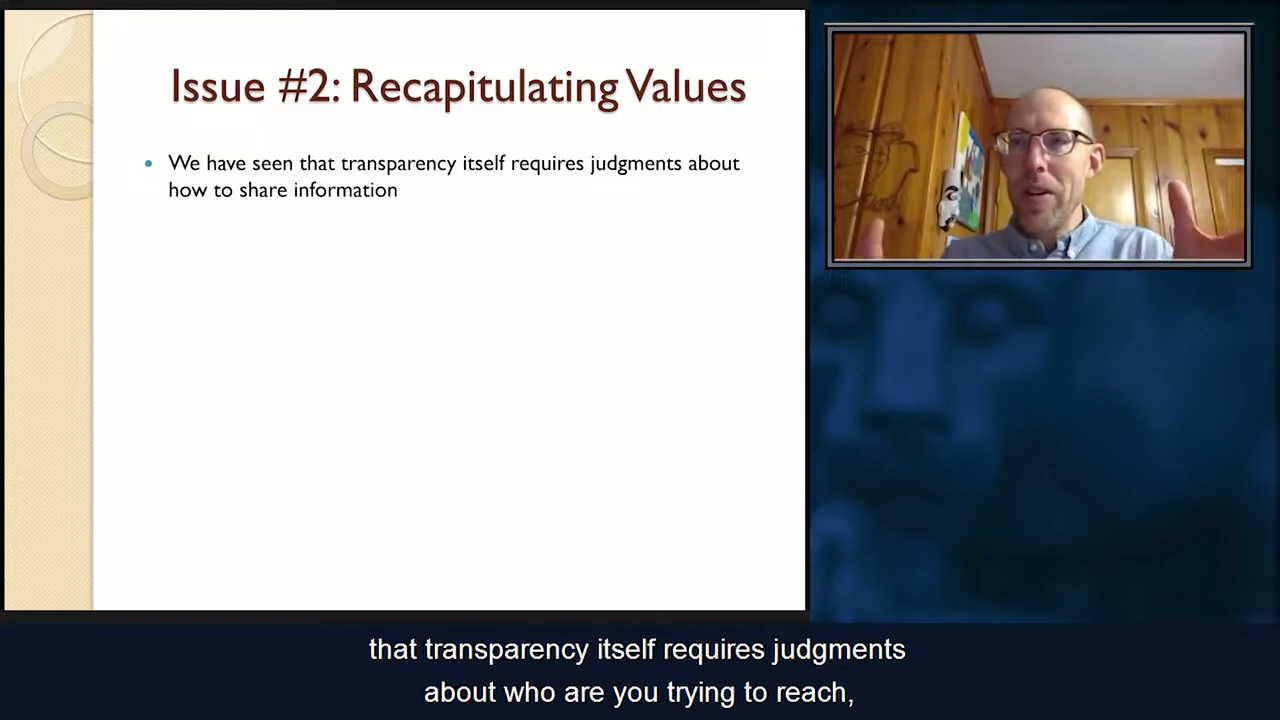 Issue #2: Recapitulating Values
• We have seen that transparency itself requires judgments about
how to share information
that transparency itself requires judgments
about who are you trying to reach,